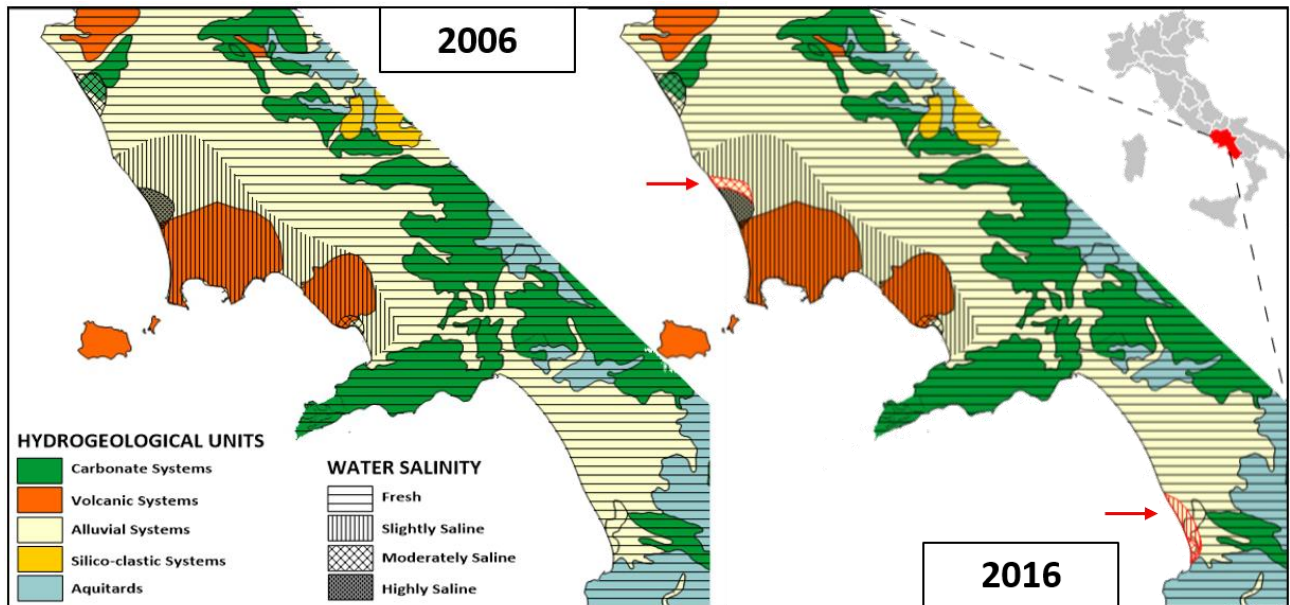 2006
2016
HYDROGEOLOGICAL UNITS
Carbonate Systems
Volcanic Systems
Alluvial Systems
Silico-clastic Systems
Aquitards
WATER SALINITY
Fresh
Slightly Saline
Moderately Saline
Highly Saline